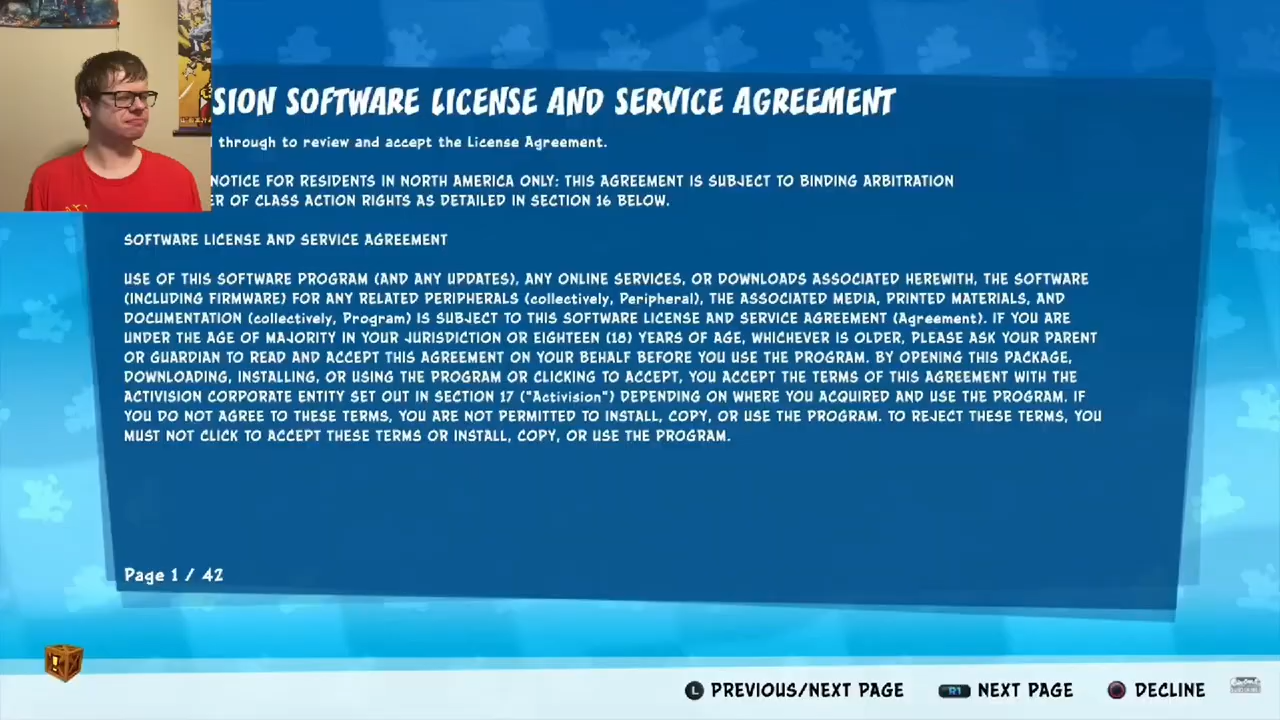 SION SOFTWARE LICENSE AND SERVICE AGREEMENT
through to review and accept the License Agreement.
NOTICE FOR RESIDENTS IN NORTH AMERICA ONLY: THIS AGREEMENT IS SUBJECT TO BINDING ARBITRATION
ER OF CLASS ACTION RIGHTS AS DETAILED IN SECTION 16 BELOW.
SOFTWARE LICENSE AND SERVICE AGREEMENT
USE OF THIS SOFTWARE PROGRAM (AND ANY UPDATES), ANY ONLINE SERVICES, OR DOWNLOADS ASSOCIATED HEREWITH, THE SOFTWARE
(INCLUDING FIRMWARE) FOR ANY RELATED PERIPHERALS (collectively, Peripheral), THE ASSOCIATED MEDIA, PRINTED MATERIALS, AND
DOCUMENTATION (collectively, Program) IS SUBJECT TO THIS SOFTWARE LICENSE AND SERVICE AGREEMENT (Agreement). IF YOU ARE
UNDER THE AGE OF MAJORITY IN YOUR JURISDICTION OR EIGHTEEN (18) YEARS OF AGE, WHICHEVER IS OLDER, PLEASE ASK YOUR PARENT
OR GUARDIAN TO READ AND ACCEPT THIS AGREEMENT ON YOUR BEHALF BEFORE YOU USE THE PROGRAM. BY OPENING THIS PACKAGE,
DOWNLOADING, INSTALLING, OR USING THE PROGRAM OR CLICKING TO ACCEPT, YOU ACCEPT THE TERMS OF THIS AGREEMENT WITH THE
ACTIVISION CORPORATE ENTITY SET OUT IN SECTION 17 ("Activision") DEPENDING ON WHERE YOU ACQUIRED AND USE THE PROGRAM. IF
YOU DO NOT AGREE TO THESE TERMS, YOU ARE NOT PERMITTED TO INSTALL, COPY, OR USE THE PROGRAM. TO REJECT THESE TERMS, YOU
MUST NOT CLICK TO ACCEPT THESE TERMS OR INSTALL, COPY, OR USE THE PROGRAM.
Page 1 / 42
L PREVIOUS/NEXT PAGE R1 NEXT PAGE DECLINE